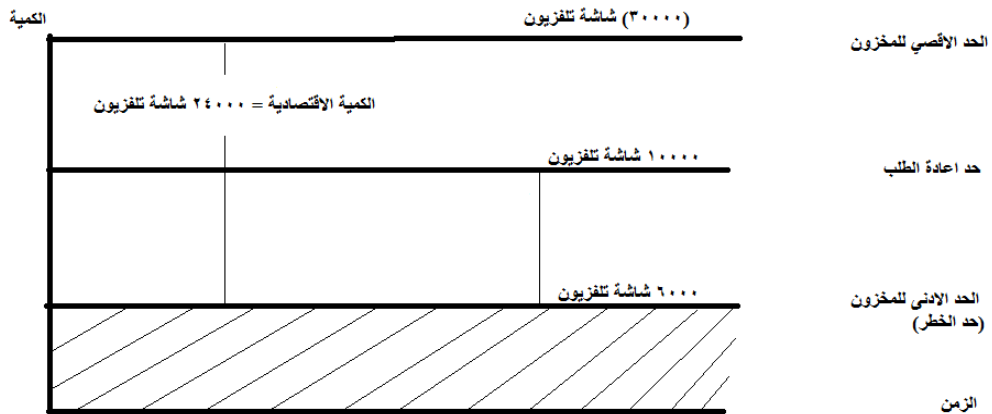 الكمية
(٣٠٠٠٠) شاشة تلفزيون
الحد الاقصي للمخزون
الكمية الاقتصادية = ٢٤٠٠٠ شاشة تلفزيون
١٠٠٠٠ شاشة تلفزيون
حد اعادة الطلب
٦٠٠٠ شاشة تلفزيون
الحد الادنى للمخزون
(حد الخطر)
الزمن